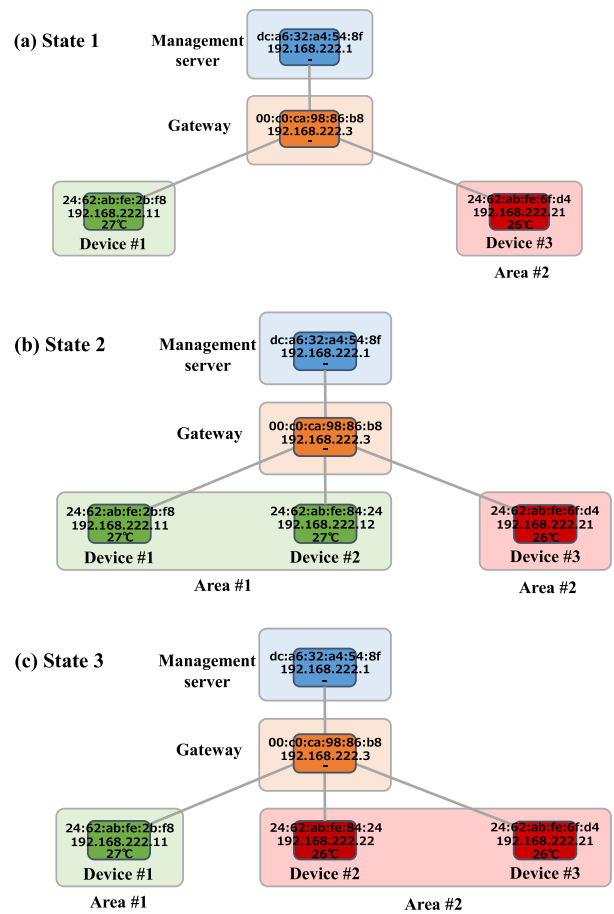 (a) State 1
Management
server
dc:a6:32:a4:54:8f
192.168.222.1
-
Gateway
00:c0:ca:98:86:b8
192.168.222.3
-
24:62:ab:fe:2b:f8
192.168.222.11
27℃
Device #1
24:62:ab:fe:6f:d4
192.168.222.21
26℃
Device #3
Area #2
(b) State 2
Management
server
dc:a6:32:a4:54:8f
192.168.222.1
-
Gateway
00:c0:ca:98:86:b8
192.168.222.3
-
24:62:ab:fe:2b:f8
192.168.222.11
27℃
Device #1
24:62:ab:fe:84:24
192.168.222.12
27℃
Device #2
Area #1
24:62:ab:fe:6f:d4
192.168.222.21
26℃
Device #3
Area #2
(c) State 3
Management
server
dc:a6:32:a4:54:8f
192.168.222.1
-
Gateway
00:c0:ca:98:86:b8
192.168.222.3
-
24:62:ab:fe:2b:f8
192.168.222.11
27℃
Device #1
Area #1
24:62:ab:fe:84:24
192.168.222.22
26℃
Device #2
24:62:ab:fe:6f:d4
192.168.222.21
26℃
Device #3
Area #2